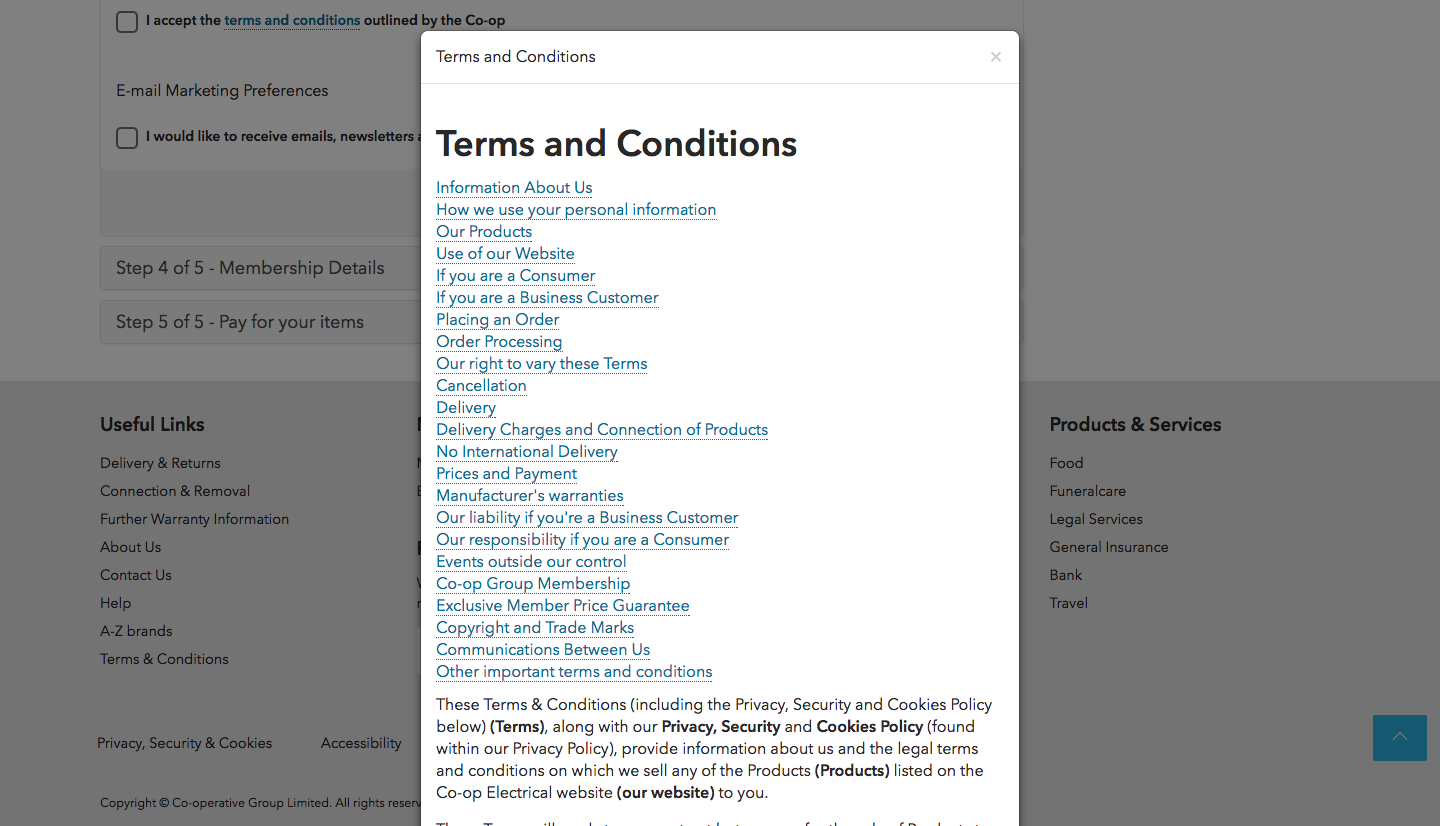 I accept the terms and conditions outlined by the Co-op
E-mail Marketing Preferences
I would like to receive emails, newsletters
Step 4 of 5 - Membership Details
Step 5 of 5 - Pay for your items
Terms and Conditions
×
Terms and Conditions
Information About Us
How we use your personal information
Our Products
Use of our Website
If you are a Consumer
If you are a Business Customer
Placing an Order
Order Processing
Our right to vary these Terms
Cancellation
Delivery
Delivery Charges and Connection of Products
No International Delivery
Prices and Payment
Manufacturer's warranties
Our liability if you're a Business Customer
Our responsibility if you are a Consumer
Events outside our control
Co-op Group Membership
Exclusive Member Price Guarantee
Copyright and Trade Marks
Communications Between Us
Other important terms and conditions
These Terms & Conditions (including the Privacy, Security and Cookies Policy
below) (Terms), along with our Privacy, Security and Cookies Policy (found
within our Privacy Policy), provide information about us and the legal terms
and conditions on which we sell any of the Products (Products) listed on the
Co-op Electrical website (our website) to you.
Useful Links
Delivery & Returns
Connection & Removal
Further Warranty Information
About Us
Contact Us
Help
A-Z brands
Terms & Conditions
Products & Services
Food
Funeralcare
Legal Services
General Insurance
Bank
Travel
Privacy, Security & Cookies
Accessibility
Copyright © Co-operative Group Limited. All rights